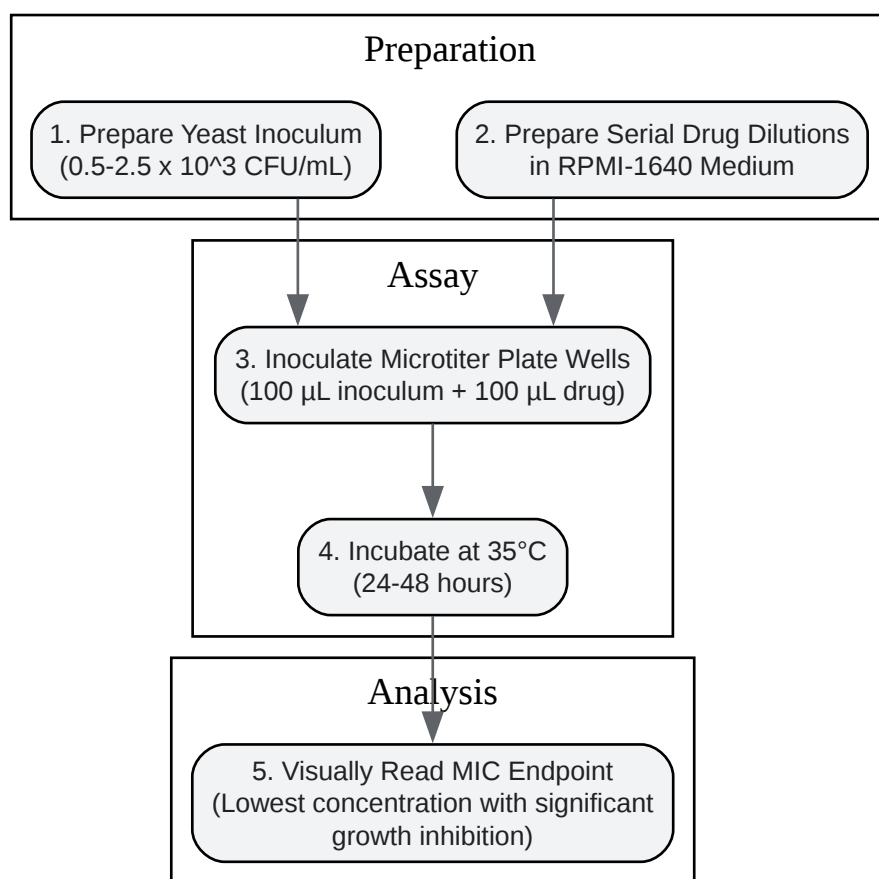 Preparation
1. Prepare Yeast Inoculum
(0.5-2.5 x 10^3 CFU/mL)
2. Prepare Serial Drug Dilutions
in RPMI-1640 Medium
Assay
3. Inoculate Microtiter Plate Wells
(100 µL inoculum + 100 µL drug)
4. Incubate at 35°C
(24-48 hours)
Analysis
5. Visually Read MIC Endpoint
(Lowest concentration with significant
growth inhibition)